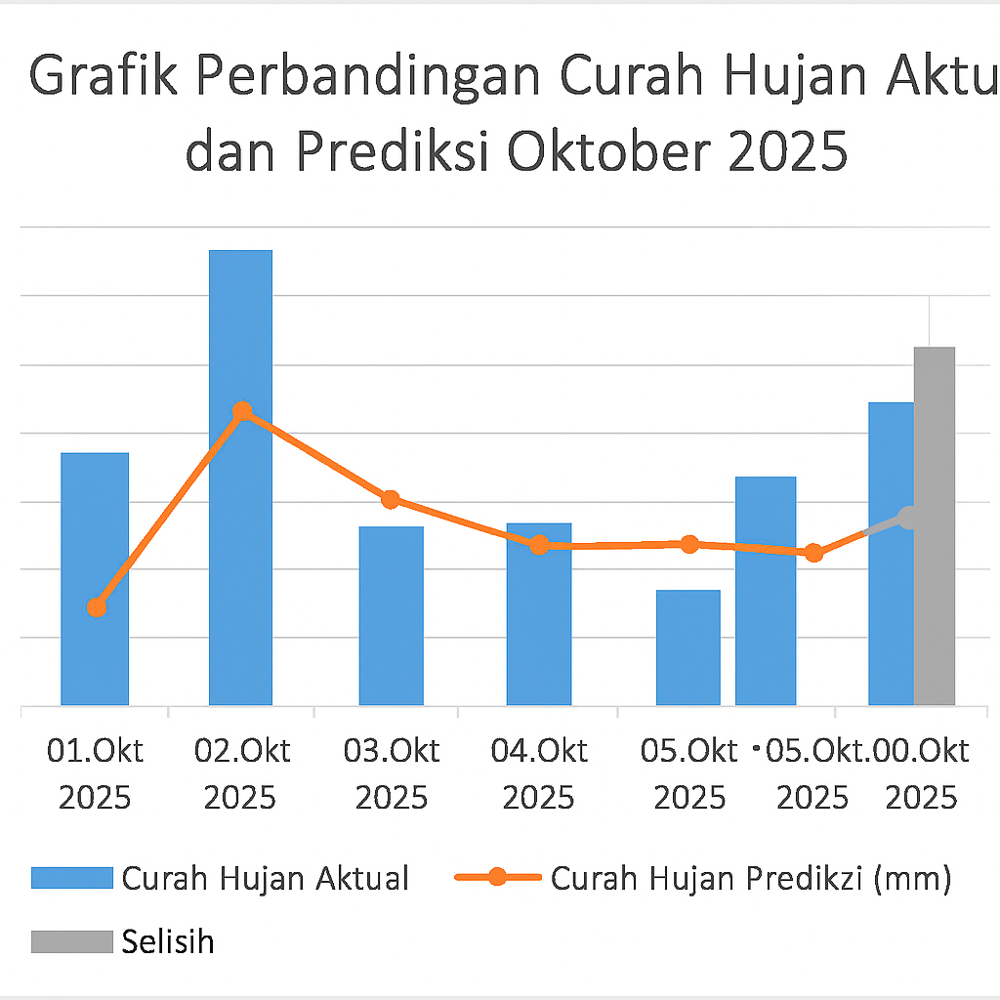 Grafik Perbandingan Curah Hujan Aktu
dan Prediksi Oktober 2025
01.Okt 02.Okt 03.Okt 04.Okt 05.Okt ·05.Okt.00.Okt
2025 2025 2025 2025 2025 2025 2025
Curah Hujan Aktual Curah Hujan Predikzi (mm)
Selisih